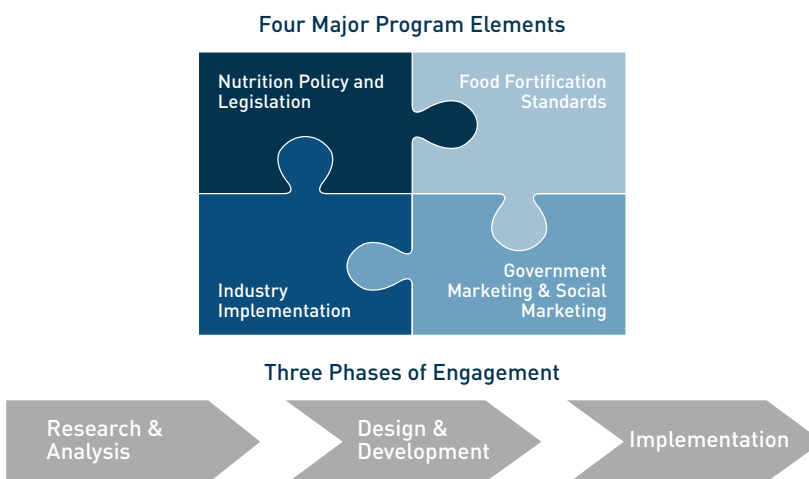 Four Major Program Elements
Nutrition Policy and
Legislation
Food Fortification
Standards
Industry
Implementation
Government
Marketing & Social
Marketing
Three Phases of Engagement
Research &
Analysis
Design &
Development
Implementation